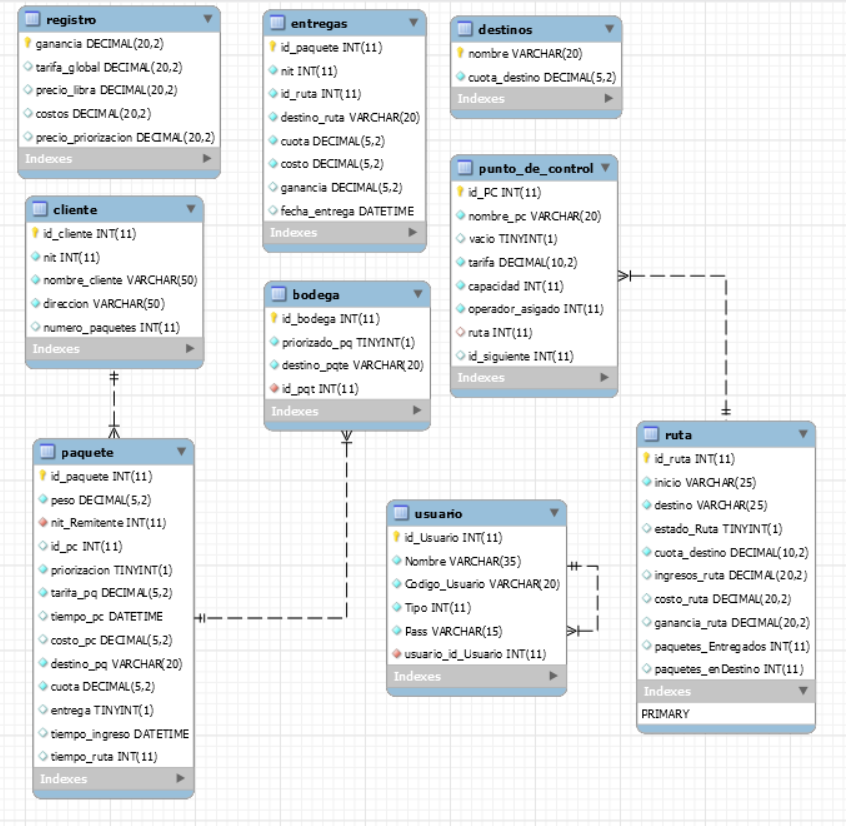 registro
ganancia DECIMAL(20,2)
tarifa_global DECIMAL(20,2)
precio_libra DECIMAL(20,2)
costos DECIMAL(20,2)
precio_priorizacion DECIMAL(20,2)
Indexes
entregas
id_paquete INT(11)
nit INT(11)
id_ruta INT(11)
destino_ruta VARCHAR(20)
cuota DECIMAL(5,2)
costo DECIMAL(5,2)
ganancia DECIMAL(5,2)
fecha_entrega DATETIME
Indexes
destinos
nombre VARCHAR(20)
cuota_destino DECIMAL(5,2)
Indexes
cliente
id_cliente INT(11)
nit INT(11)
nombre_cliente VARCHAR(50)
direccion VARCHAR(50)
numero_paquetes INT(11)
Indexes
bodega
id_bodega INT(11)
priorizado_pq TINYINT(1)
destino_pqte VARCHAR(20)
id_pqt INT(11)
Indexes
punto_de_control
id_PC INT(11)
nombre_pc VARCHAR(20)
vacio TINYINT(1)
tarifa DECIMAL(10,2)
capacidad INT(11)
operador_asigado INT(11)
ruta INT(11)
id_siguiente INT(11)
Indexes
paquete
id_paquete INT(11)
peso DECIMAL(5,2)
nit_Remitente INT(11)
id_pc INT(11)
priorizacion TINYINT(1)
tarifa_pq DECIMAL(5,2)
tiempo_pc DATETIME
costo_pc DECIMAL(5,2)
destino_pq VARCHAR(20)
cuota DECIMAL(5,2)
entrega TINYINT(1)
tiempo_ingreso DATETIME
tiempo_ruta INT(11)
Indexes
usuario
id_Usuario INT(11)
Nombre VARCHAR(35)
Codigo_Usuario VARCHAR(20)
Tipo INT(11)
Pass VARCHAR(15)
usuario_id_Usuario INT(11)
Indexes
ruta
id_ruta INT(11)
inicio VARCHAR(25)
destino VARCHAR(25)
estado_Ruta TINYINT(1)
cuota_destino DECIMAL(10,2)
ingresos_ruta DECIMAL(20,2)
costo_ruta DECIMAL(20,2)
ganancia_ruta DECIMAL(20,2)
paquetes_Entregados INT(11)
paquetes_enDestino INT(11)
Indexes
PRIMARY